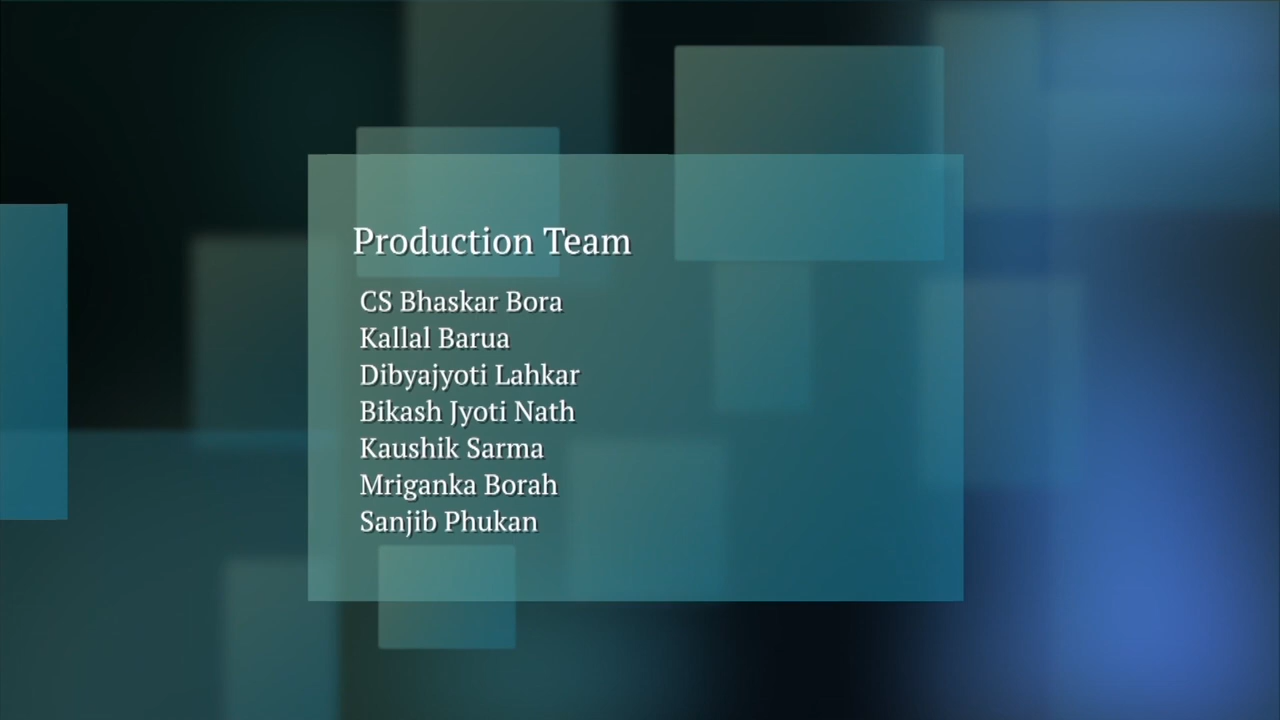 Production Team
CS Bhaskar Bora
Kallal Barua
Dibyajyoti Lahkar
Bikash Jyoti Nath
Kaushik Sarma
Mriganka Borah
Sanjib Phukan